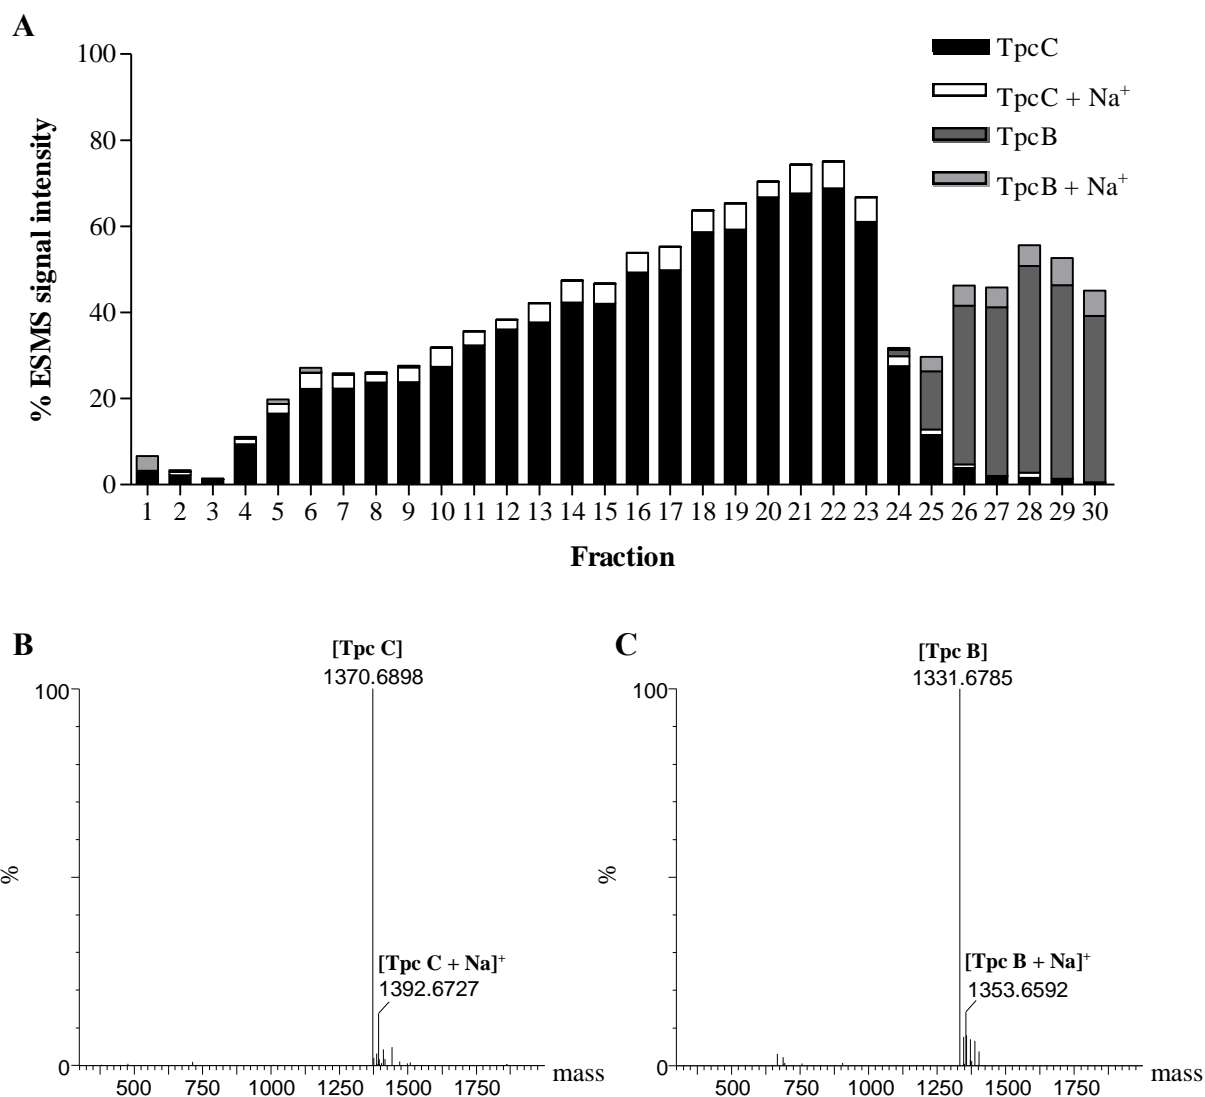 A
TpcC
TpcC + Na⁺
TpcB
TpcB + Na⁺
% ESMS signal intensity
100
80
60
40
20
0
1 2 3 4 5 6 7 8 9 10 11 12 13 14 15 16 17 18 19 20 21 22 23 24 25 26 27 28 29 30
Fraction
B
[Tpc C]
1370.6898
100
%
[Tpc C + Na]⁺
1392.6727
0
500 750 1000 1250 1500 1750 mass
C
[Tpc B]
1331.6785
100
%
[Tpc B + Na]⁺
1353.6592
0
500 750 1000 1250 1500 1750 mass